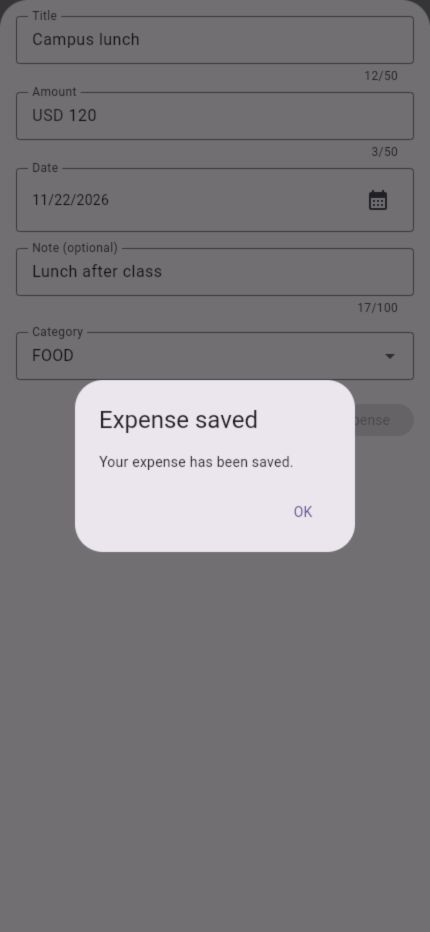 Title
Campus lunch
12/50
Amount
USD 120
3/50
Date
11/22/2026
Note (optional)
Lunch after class
17/100
Category
FOOD
Expense saved
Your expense has been saved.
OK